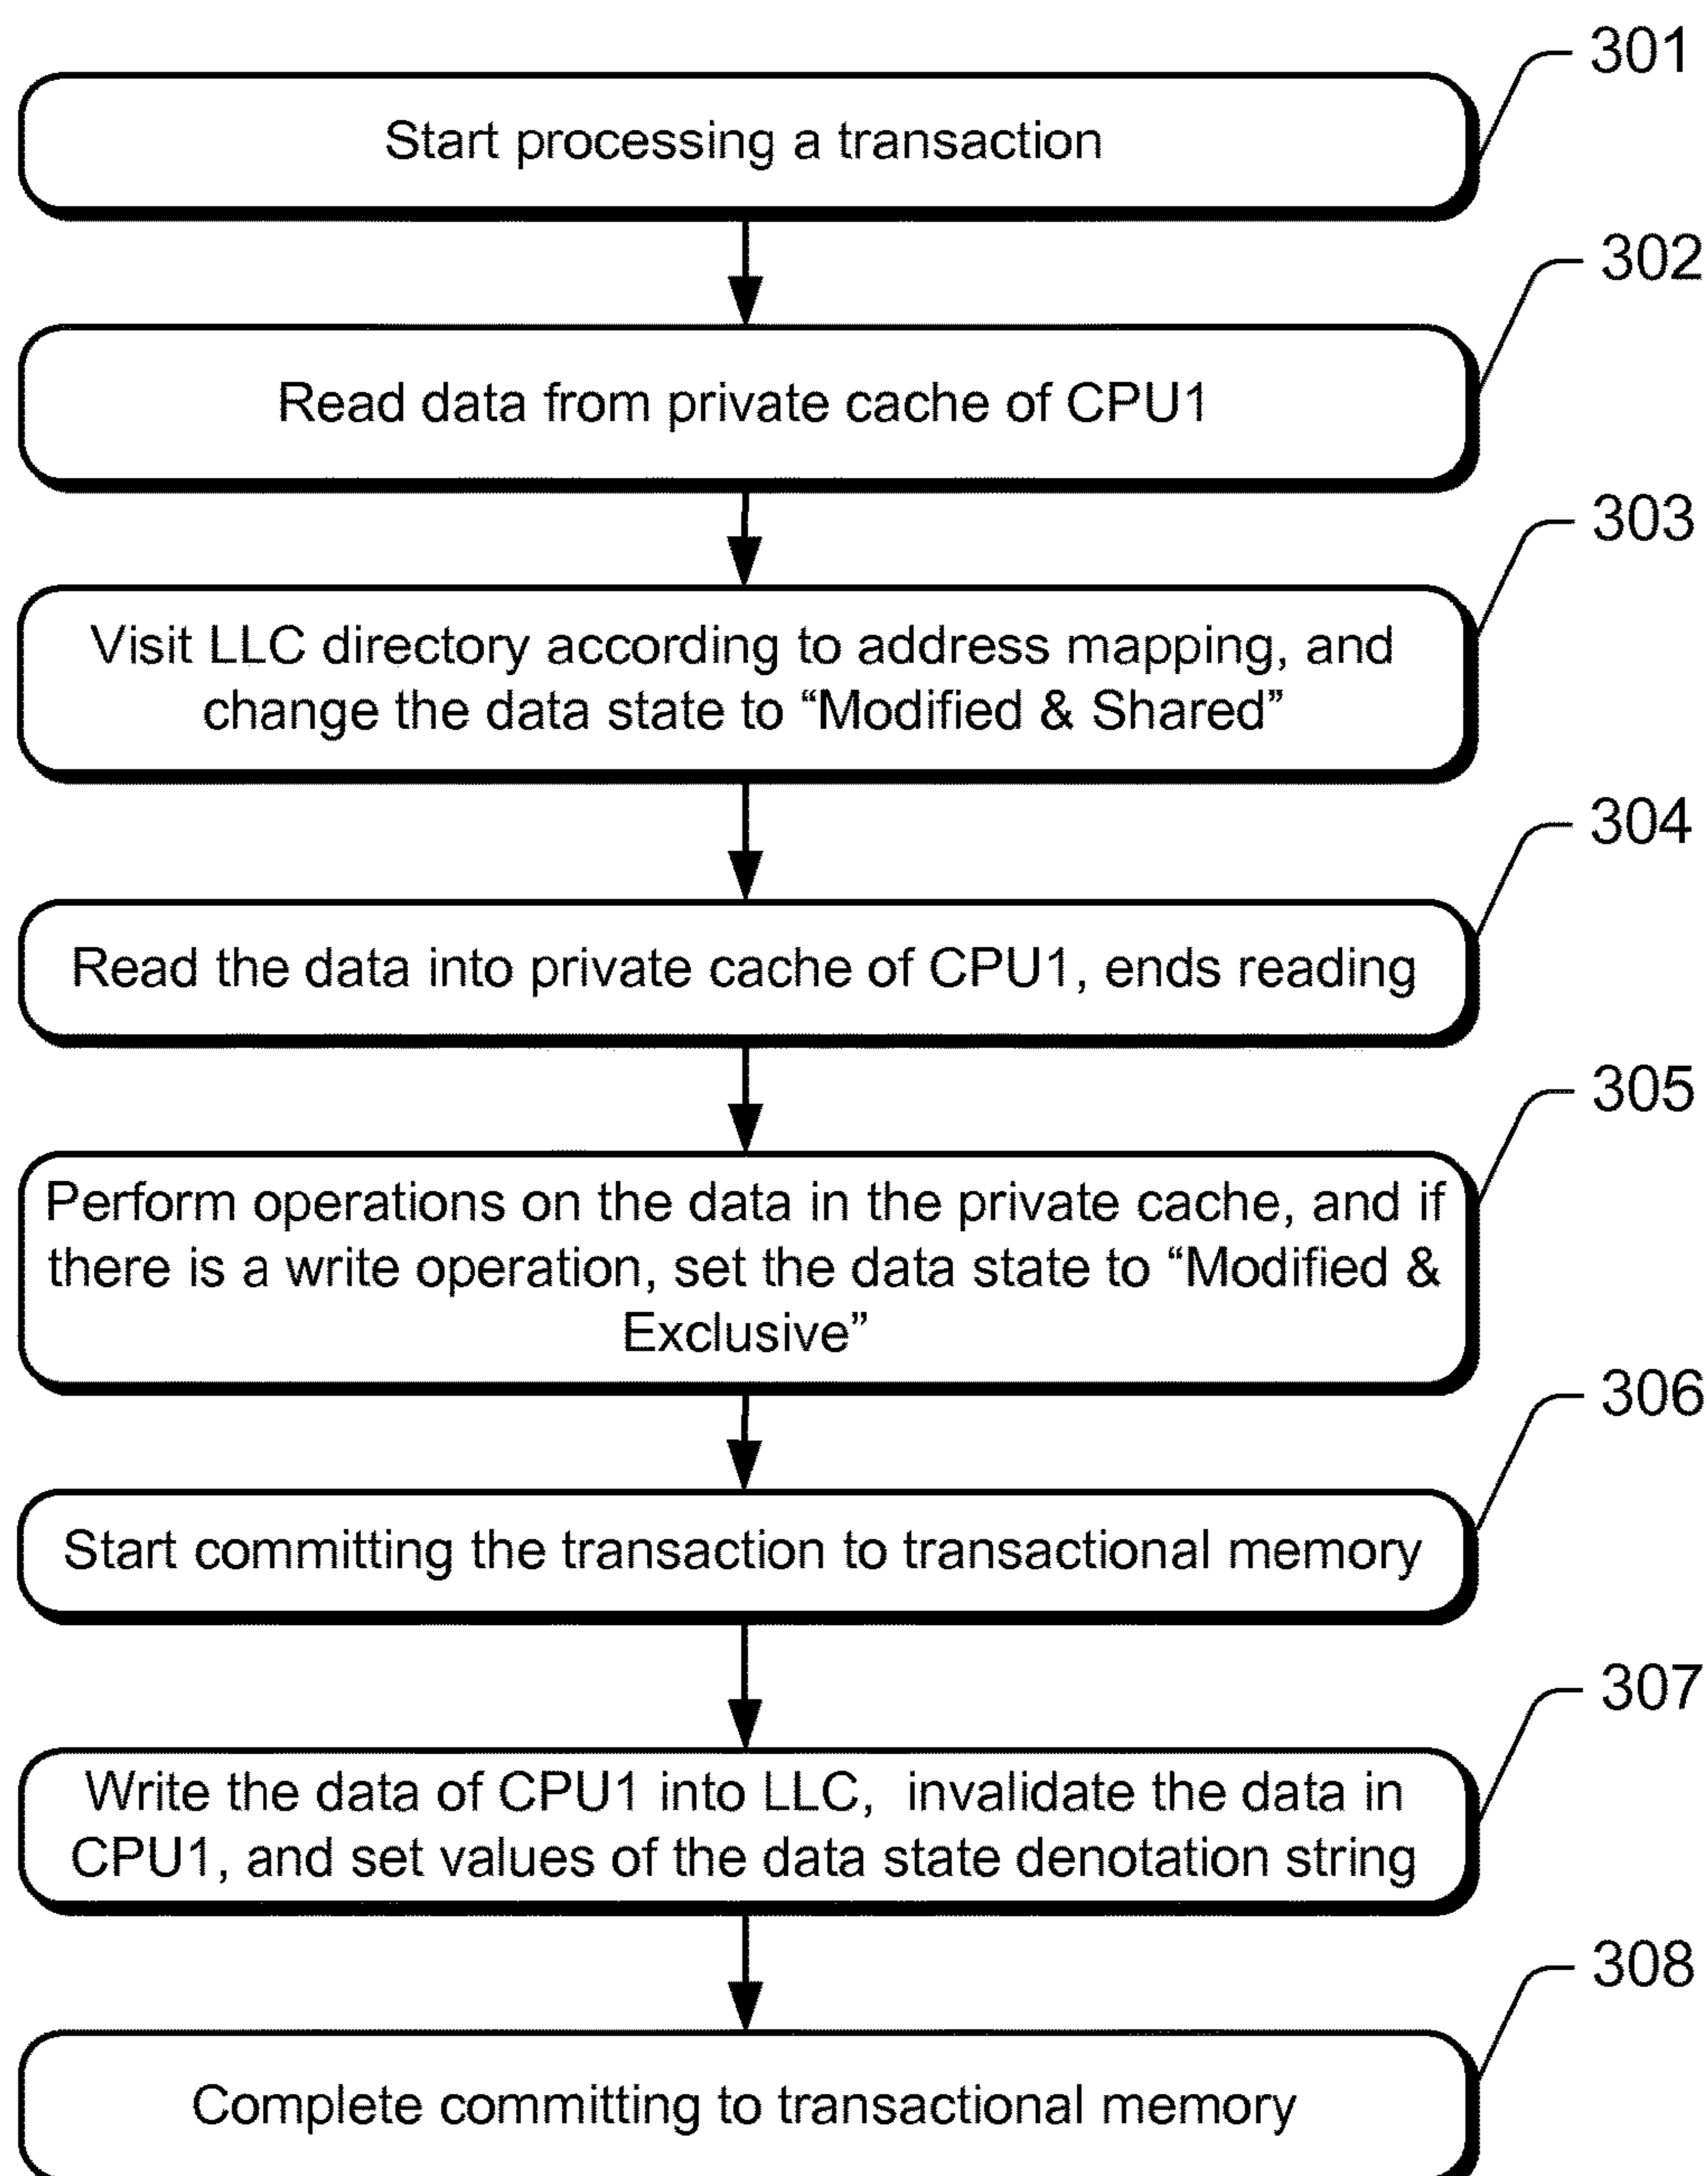 301
Start processing a transaction
302
Read data from private cache of CPU1
303
Visit LLC directory according to address mapping, and
change the data state to “Modified & Shared”
304
Read the data into private cache of CPU1, ends reading
305
Perform operations on the data in the private cache, and if
there is a write operation, set the data state to “Modified &
Exclusive”
306
Start committing the transaction to transactional memory
307
Write the data of CPU1 into LLC, invalidate the data in
CPU1, and set values of the data state denotation string
308
Complete committing to transactional memory